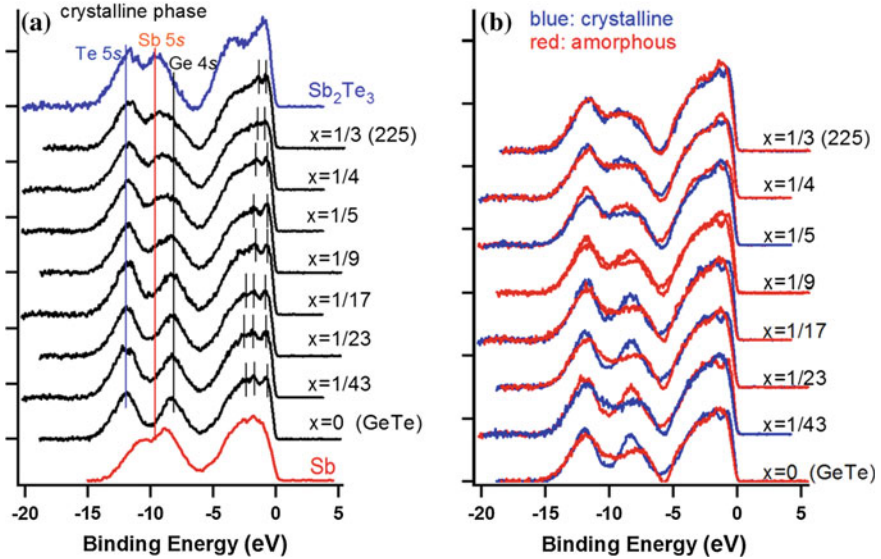 (a)
crystalline phase
Te 5s
Sb 5s
Ge 4s
Sb2Te3
x=1/3 (225)
x=1/4
x=1/5
x=1/9
x=1/17
x=1/23
x=1/43
x=0 (GeTe)
Sb
-20 -15 -10 -5 0 5
Binding Energy (eV)
(b)
blue: crystalline
red: amorphous
x=1/3 (225)
x=1/4
x=1/5
x=1/9
x=1/17
x=1/23
x=1/43
x=0 (GeTe)
-20 -15 -10 -5 0 5
Binding Energy (eV)